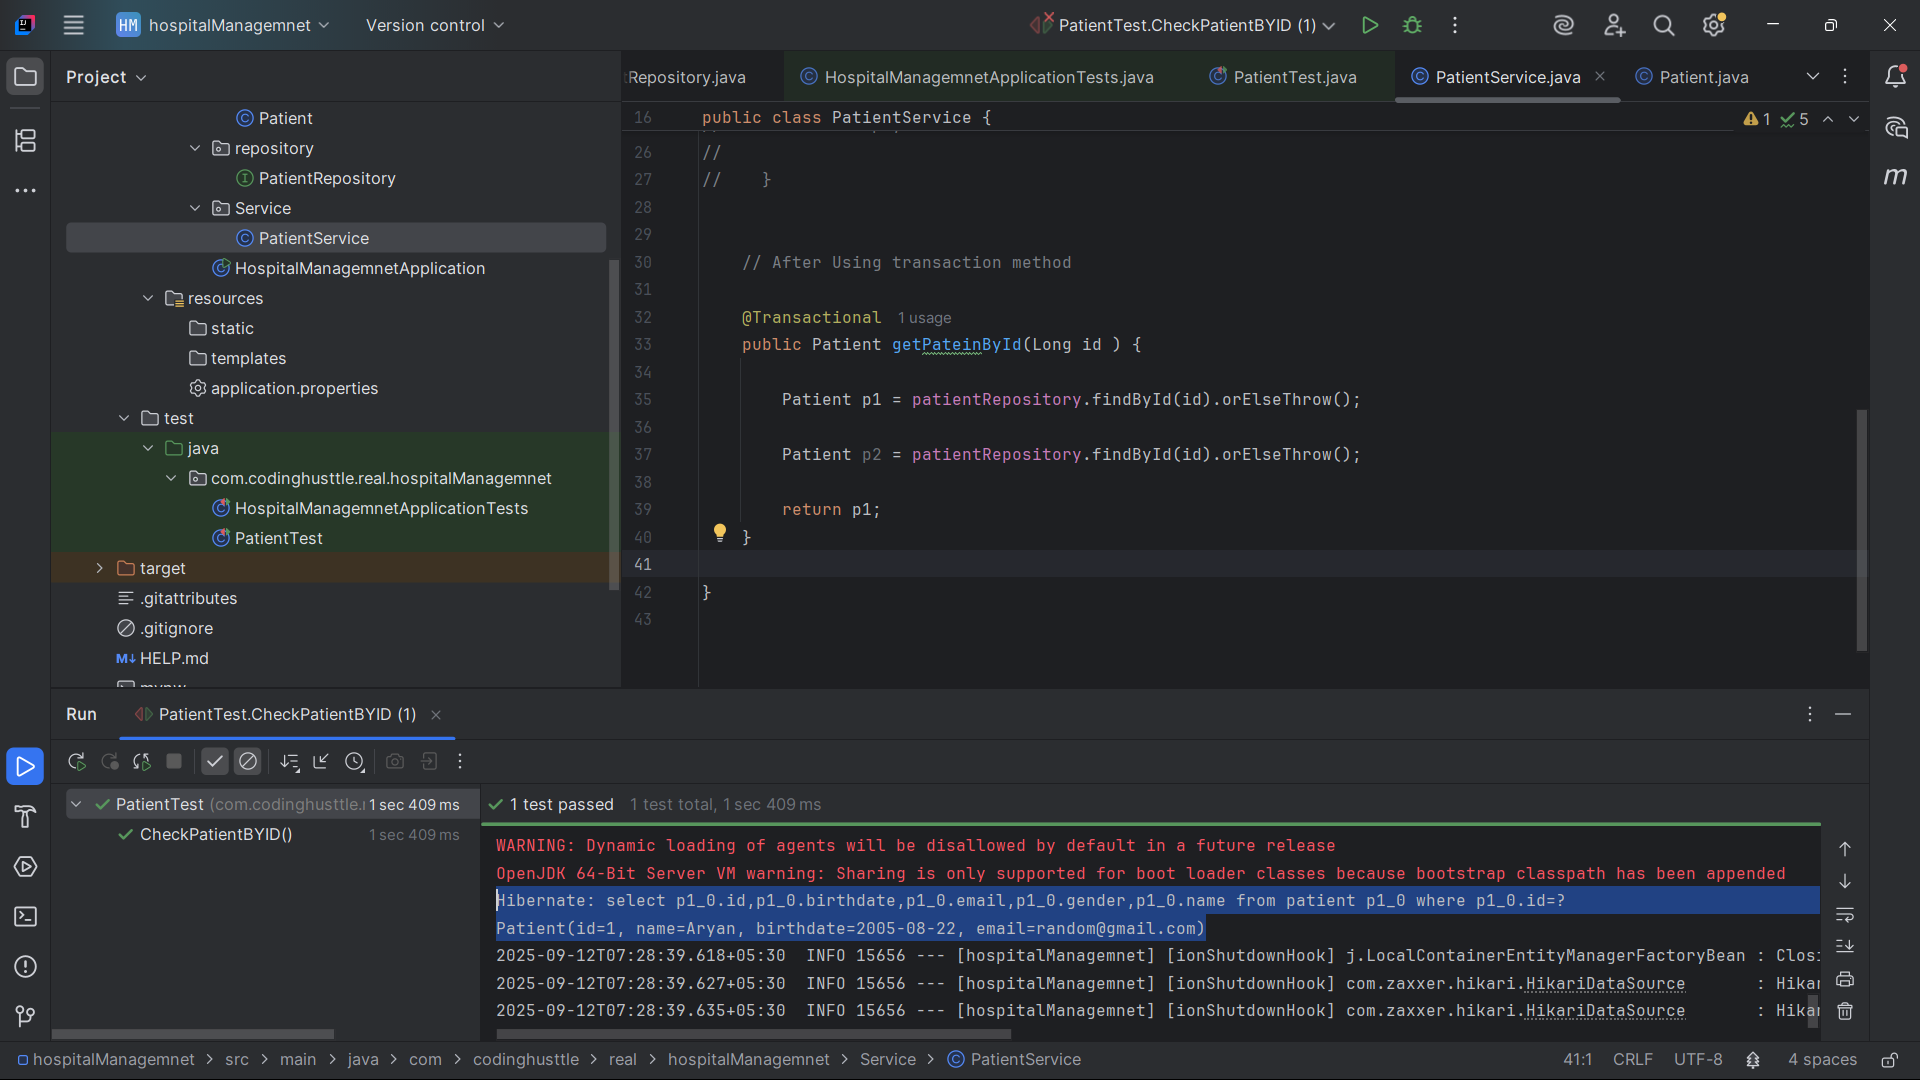 HM hospitalManagemnet Version control PatientTest.CheckPatientBYID (1)
Project
tRepository.java HospitalManagemnetApplicationTests.java PatientTest.java PatientService.java Patient.java
Patient
repository
PatientRepository
Service
PatientService
HospitalManagemnetApplication
resources
static
templates
application.properties
test
java
com.codinghusttle.real.hospitalManagemnet
HospitalManagemnetApplicationTests
PatientTest
target
.gitattributes
.gitignore
M↓ HELP.md
16 public class PatientService {
1 5
26 //
27 // }
28
29
30 // After Using transaction method
31
32 @Transactional 1 usage
33 public Patient getPateinById(Long id ) {
34
35 Patient p1 = patientRepository.findById(id).orElseThrow();
36
37 Patient p2 = patientRepository.findById(id).orElseThrow();
38
39 return p1;
40 }
41
42 }
43
m
Run PatientTest.CheckPatientBYID (1)
PatientTest (com.codinghusttle.r 1 sec 409 ms
CheckPatientBYID() 1 sec 409 ms
1 test passed 1 test total, 1 sec 409 ms
WARNING: Dynamic loading of agents will be disallowed by default in a future release
OpenJDK 64-Bit Server VM warning: Sharing is only supported for boot loader classes because bootstrap classpath has been appended
Hibernate: select p1_0.id,p1_0.birthdate,p1_0.email,p1_0.gender,p1_0.name from patient p1_0 where p1_0.id=?
Patient(id=1, name=Aryan, birthdate=2005-08-22, email=random@gmail.com)
2025-09-12T07:28:39.618+05:30 INFO 15656 --- [hospitalManagemnet] [ionShutdownHook] j.LocalContainerEntityManagerFactoryBean : Closi
2025-09-12T07:28:39.627+05:30 INFO 15656 --- [hospitalManagemnet] [ionShutdownHook] com.zaxxer.hikari.HikariDataSource : Hikar
2025-09-12T07:28:39.635+05:30 INFO 15656 --- [hospitalManagemnet] [ionShutdownHook] com.zaxxer.hikari.HikariDataSource : Hikar
hospitalManagemnet > src > main > java > com > codinghusttle > real > hospitalManagemnet > Service > PatientService 41:1 CRLF UTF-8 4 spaces